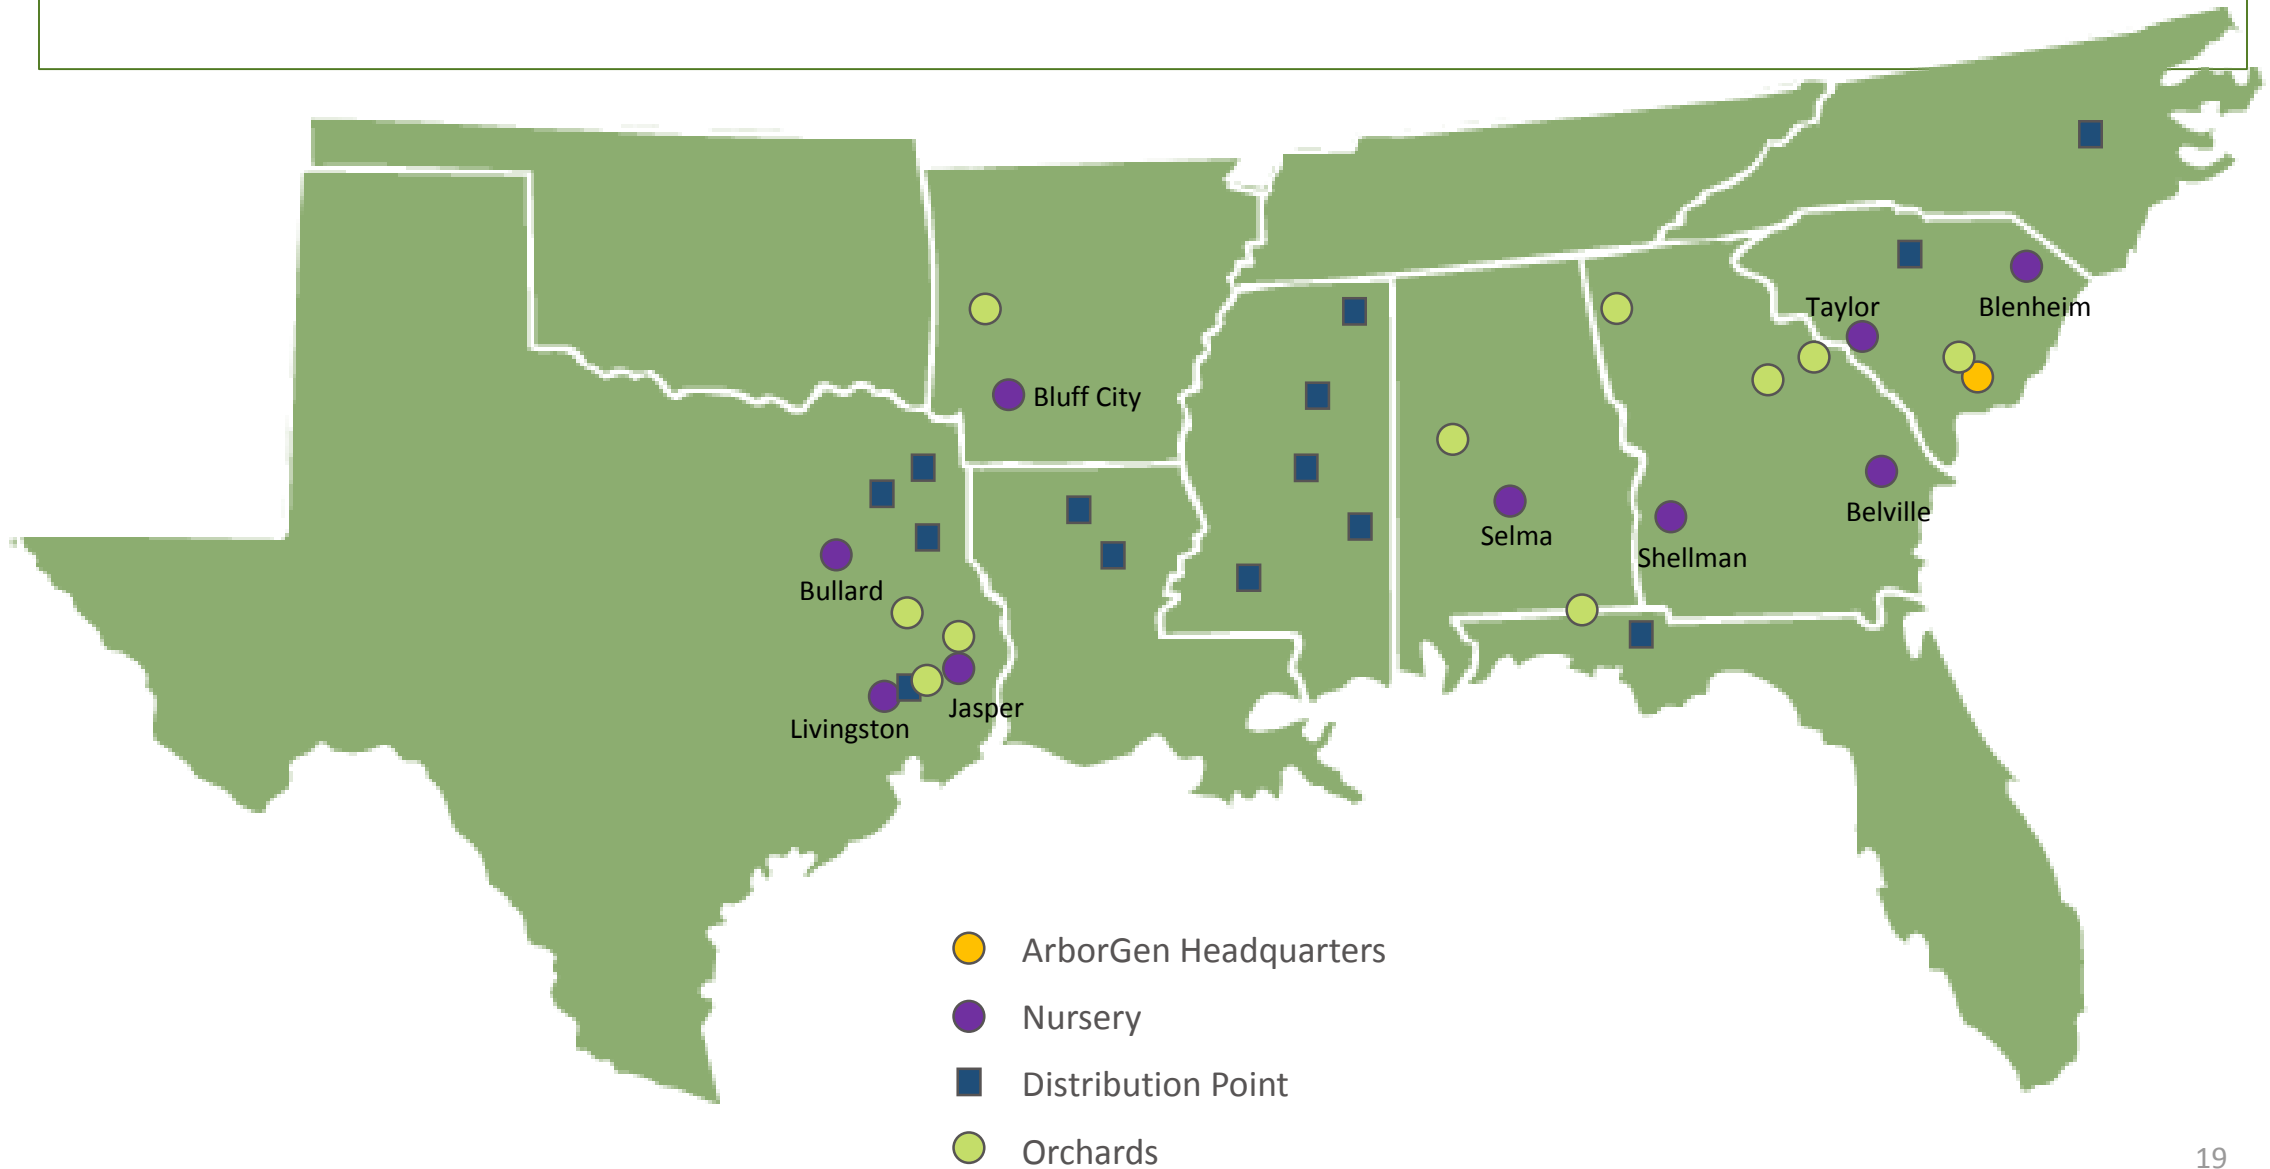 Taylor
Blenheim
Bluff City
Belville
Selma
Shellman
Bullard
Jasper
Livingston
ArborGen Headquarters
Nursery
Distribution Point
Orchards
19